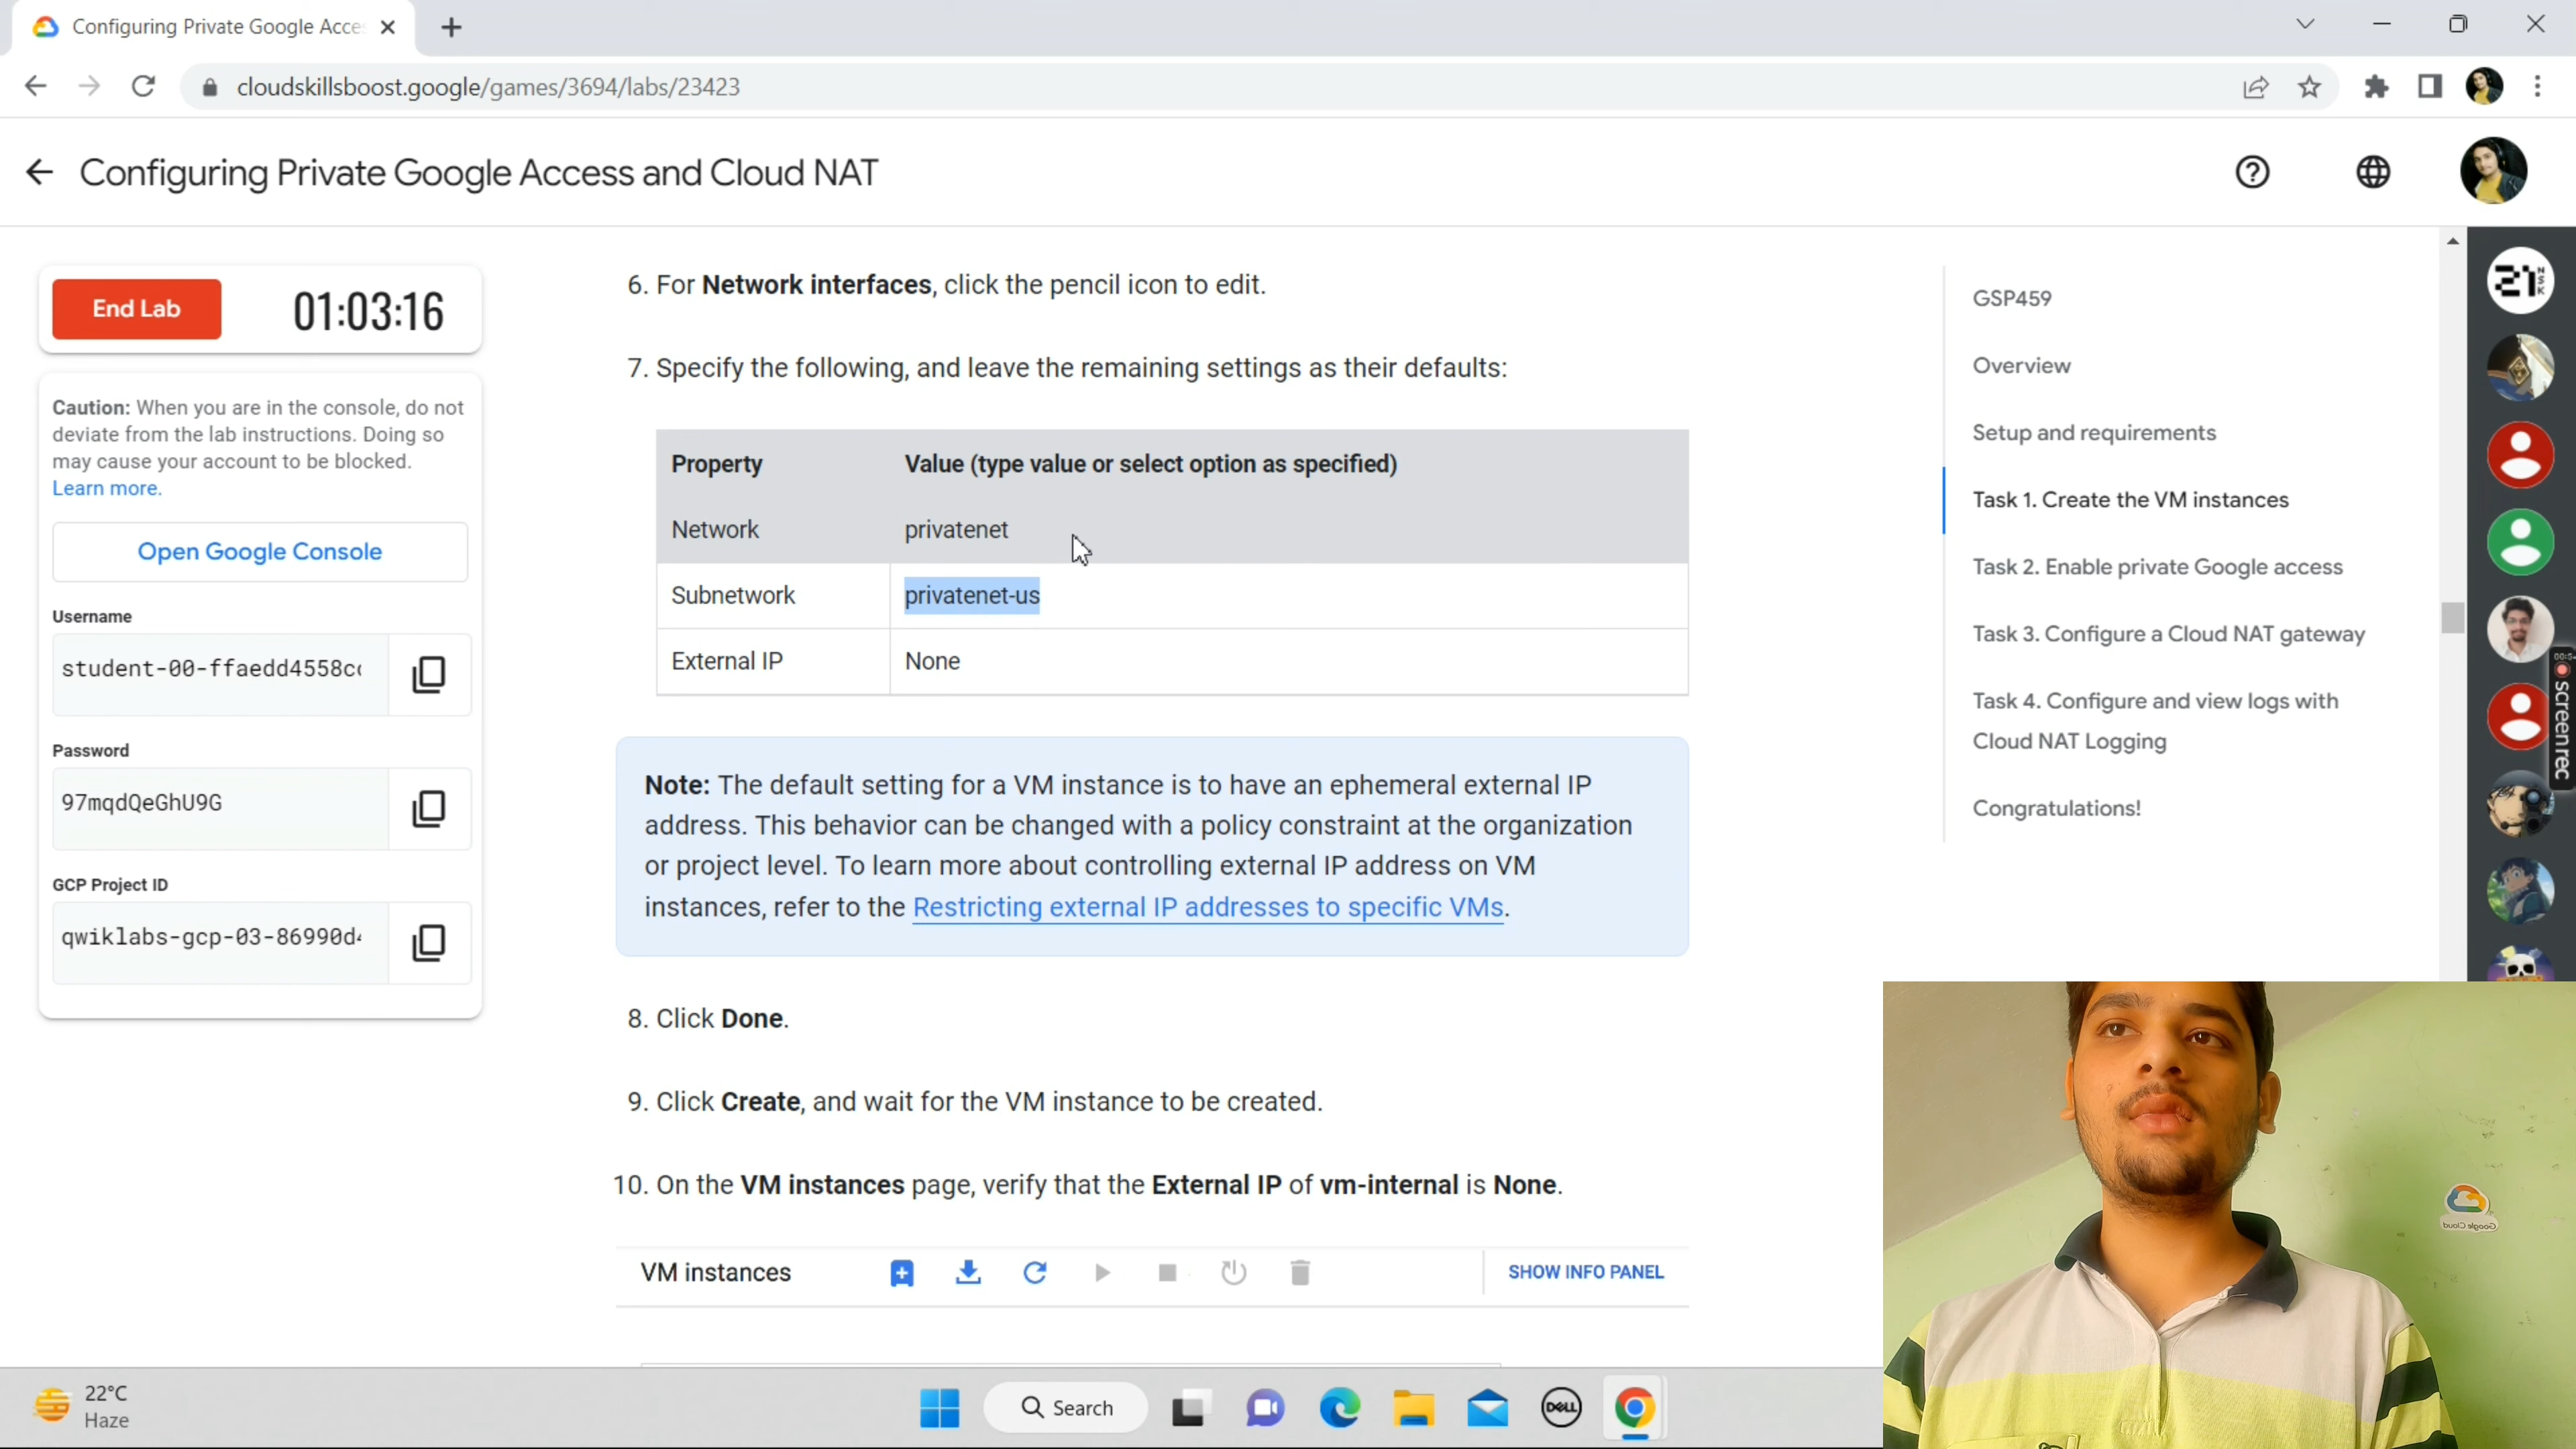 Configuring Private Google Acce
cloudskillsboost.google/games/3694/labs/23423
Configuring Private Google Access and Cloud NAT
End Lab
01:03:16
Caution: When you are in the console, do not
deviate from the lab instructions. Doing so
may cause your account to be blocked.
Learn more.
Open Google Console
Username
student-00-ffaedd4558cc
Password
97mqdQeGhU9G
GCP Project ID
qwiklabs-gcp-03-86990d4
6. For Network interfaces, click the pencil icon to edit.
7. Specify the following, and leave the remaining settings as their defaults:
Property Value (type value or select option as specified)
Network privatenet
Subnetwork privatenet-us
External IP None
Note: The default setting for a VM instance is to have an ephemeral external IP
address. This behavior can be changed with a policy constraint at the organization
or project level. To learn more about controlling external IP address on VM
instances, refer to the Restricting external IP addresses to specific VMs.
8. Click Done.
9. Click Create, and wait for the VM instance to be created.
10. On the VM instances page, verify that the External IP of vm-internal is None.
VM instances SHOW INFO PANEL
GSP459
Overview
Setup and requirements
Task 1. Create the VM instances
Task 2. Enable private Google access
Task 3. Configure a Cloud NAT gateway
Task 4. Configure and view logs with
Cloud NAT Logging
Congratulations!
21 NSK
screenrec
Google Cloud
22°C
Haze
Search
DELL